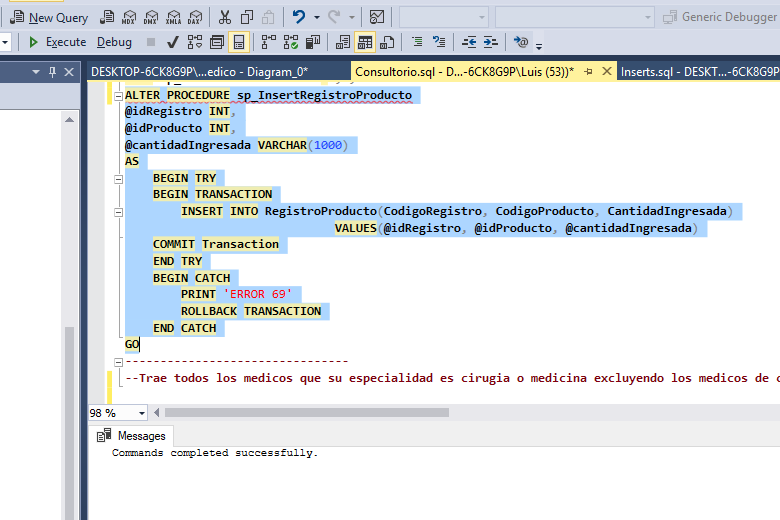 New Query MDX DMX XMLA DAX Generic Debugger
Execute Debug
DESKTOP-6CK8G9P\...edico - Diagram_0* Consultorio.sql - D...-6CK8G9P\Luis (53))* Inserts.sql - DESKT...-6CK8G9P
ALTER PROCEDURE sp_InsertRegistroProducto
@idRegistro INT,
@idProducto INT,
@cantidadIngresada VARCHAR(1000)
AS
BEGIN TRY
BEGIN TRANSACTION
INSERT INTO RegistroProducto(CodigoRegistro, CodigoProducto, CantidadIngresada)
VALUES(@idRegistro, @idProducto, @cantidadIngresada)
COMMIT Transaction
END TRY
BEGIN CATCH
PRINT 'ERROR 69'
ROLLBACK TRANSACTION
END CATCH
GO
--------------------------------
--Trae todos los medicos que su especialidad es cirugia o medicina excluyendo los medicos de
98 %
Messages
Commands completed successfully.